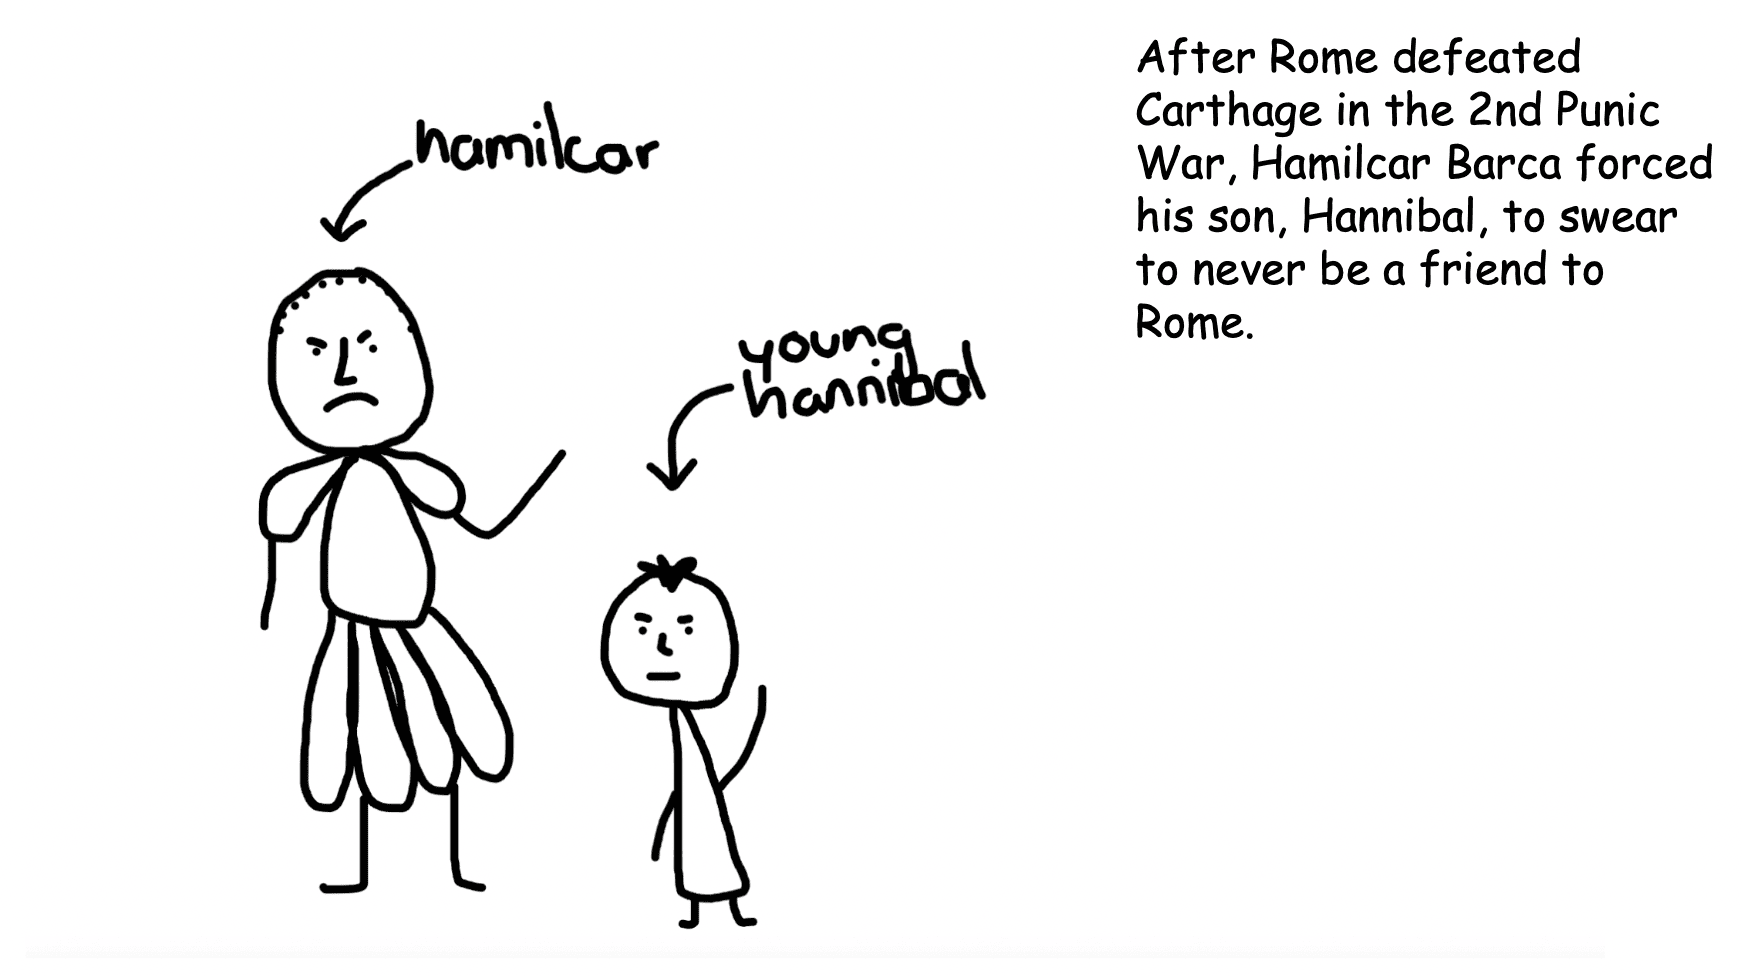 hamilcar
young
hannibal
After Rome defeated
Carthage in the 2nd Punic
War, Hamilcar Barca forced
his son, Hannibal, to swear
to never be a friend to
Rome.